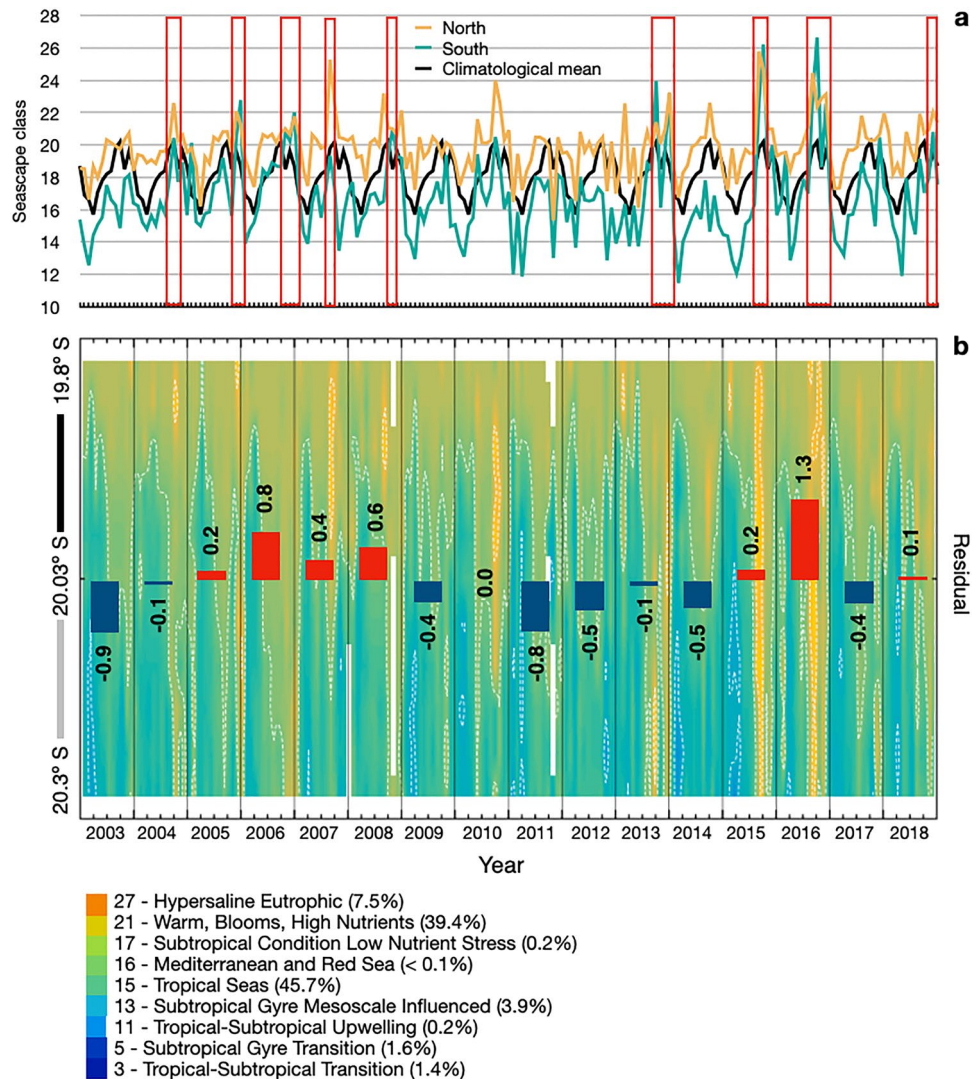 a
28
26
24
22
20
18
16
14
12
10
Seascape class
North
South
Climatological mean
b
19.8° S
20.03° S
20.3° S
-0.9
-0.1
0.2
0.8
0.4
0.6
-0.4
0.0
-0.8
-0.5
-0.1
-0.5
0.2
1.3
-0.4
0.1
Residual
2003 2004 2005 2006 2007 2008 2009 2010 2011 2012 2013 2014 2015 2016 2017 2018
Year
27 - Hypersaline Eutrophic (7.5%)
21 - Warm, Blooms, High Nutrients (39.4%)
17 - Subtropical Condition Low Nutrient Stress (0.2%)
16 - Mediterranean and Red Sea (< 0.1%)
15 - Tropical Seas (45.7%)
13 - Subtropical Gyre Mesoscale Influenced (3.9%)
11 - Tropical-Subtropical Upwelling (0.2%)
5 - Subtropical Gyre Transition (1.6%)
3 - Tropical-Subtropical Transition (1.4%)